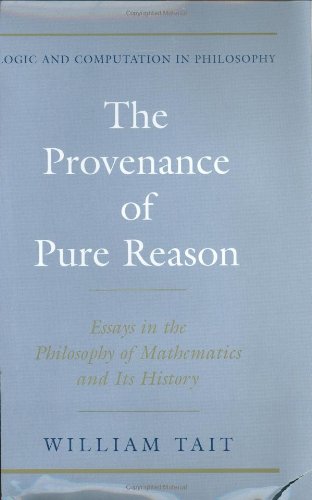 LOGIC AND COMPUTATION IN PHILOSOPHY
The
Provenance
of
Pure Reason
Essays in the
Philosophy of Mathematics
and Its History
WILLIAM TAIT